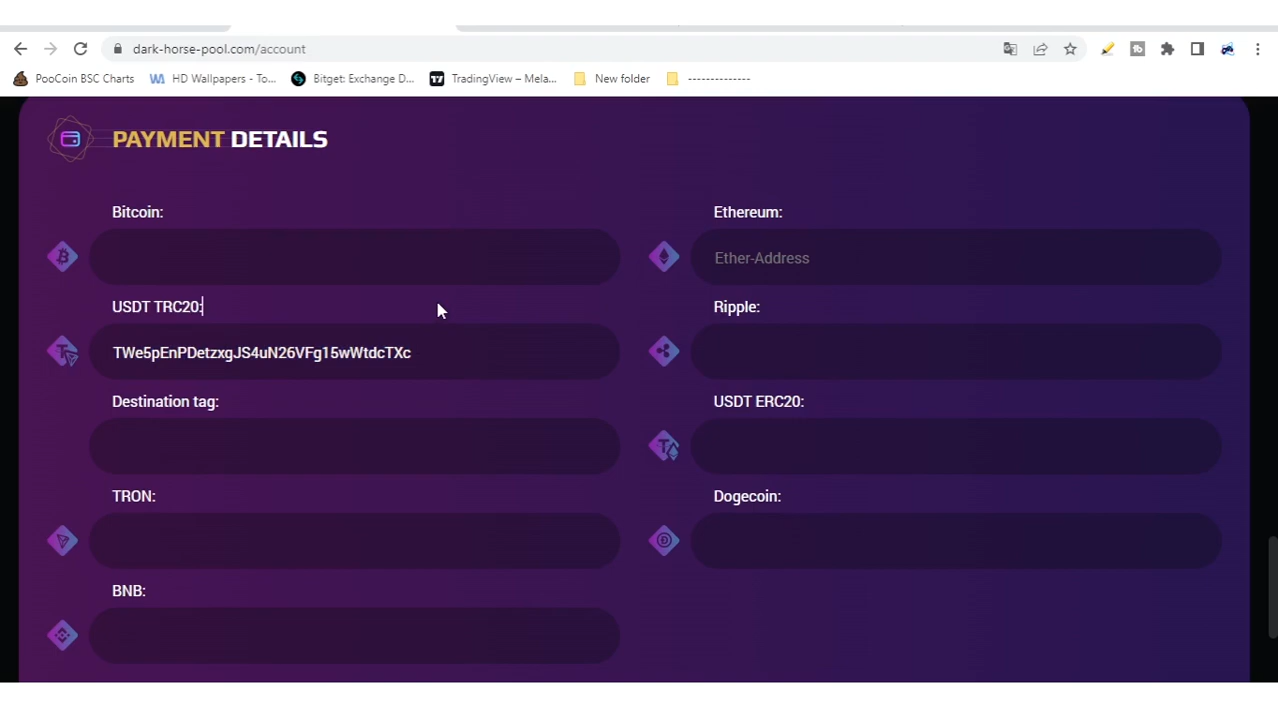 dark-horse-pool.com/account
PooCoin BSC Charts
HD Wallpapers - To...
Bitget: Exchange D...
TradingView – Mela...
New folder
--------------
PAYMENT DETAILS
Bitcoin:
Ethereum:
Ether-Address
USDT TRC20:
Ripple:
TWe5pEnPDetzxgJS4uN26VFg15wWtdcTXc
Destination tag:
USDT ERC20:
TRON:
Dogecoin:
BNB: